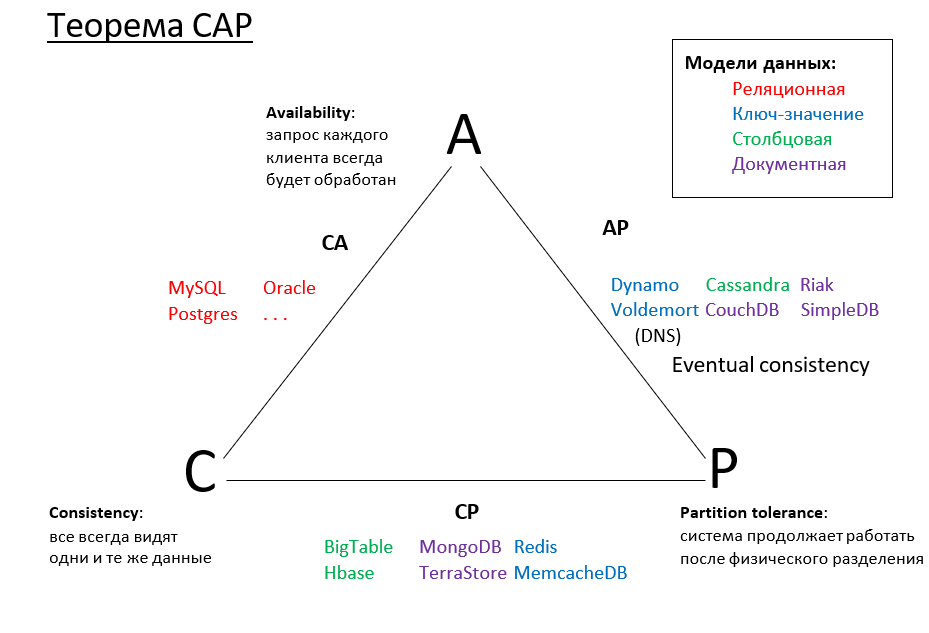 Теорема CAP
Модели данных:
Реляционная
Ключ-значение
Столбцовая
Документная
Availability:
запрос каждого
клиента всегда
будет обработан
A
CA
MySQL Oracle
Postgres . . .
AP
Dynamo Cassandra Riak
Voldemort CouchDB SimpleDB
(DNS)
Eventual consistency
C
P
Consistency:
все всегда видят
одни и те же данные
CP
BigTable MongoDB Redis
Hbase TerraStore MemcacheDB
Partition tolerance:
система продолжает работать
после физического разделения